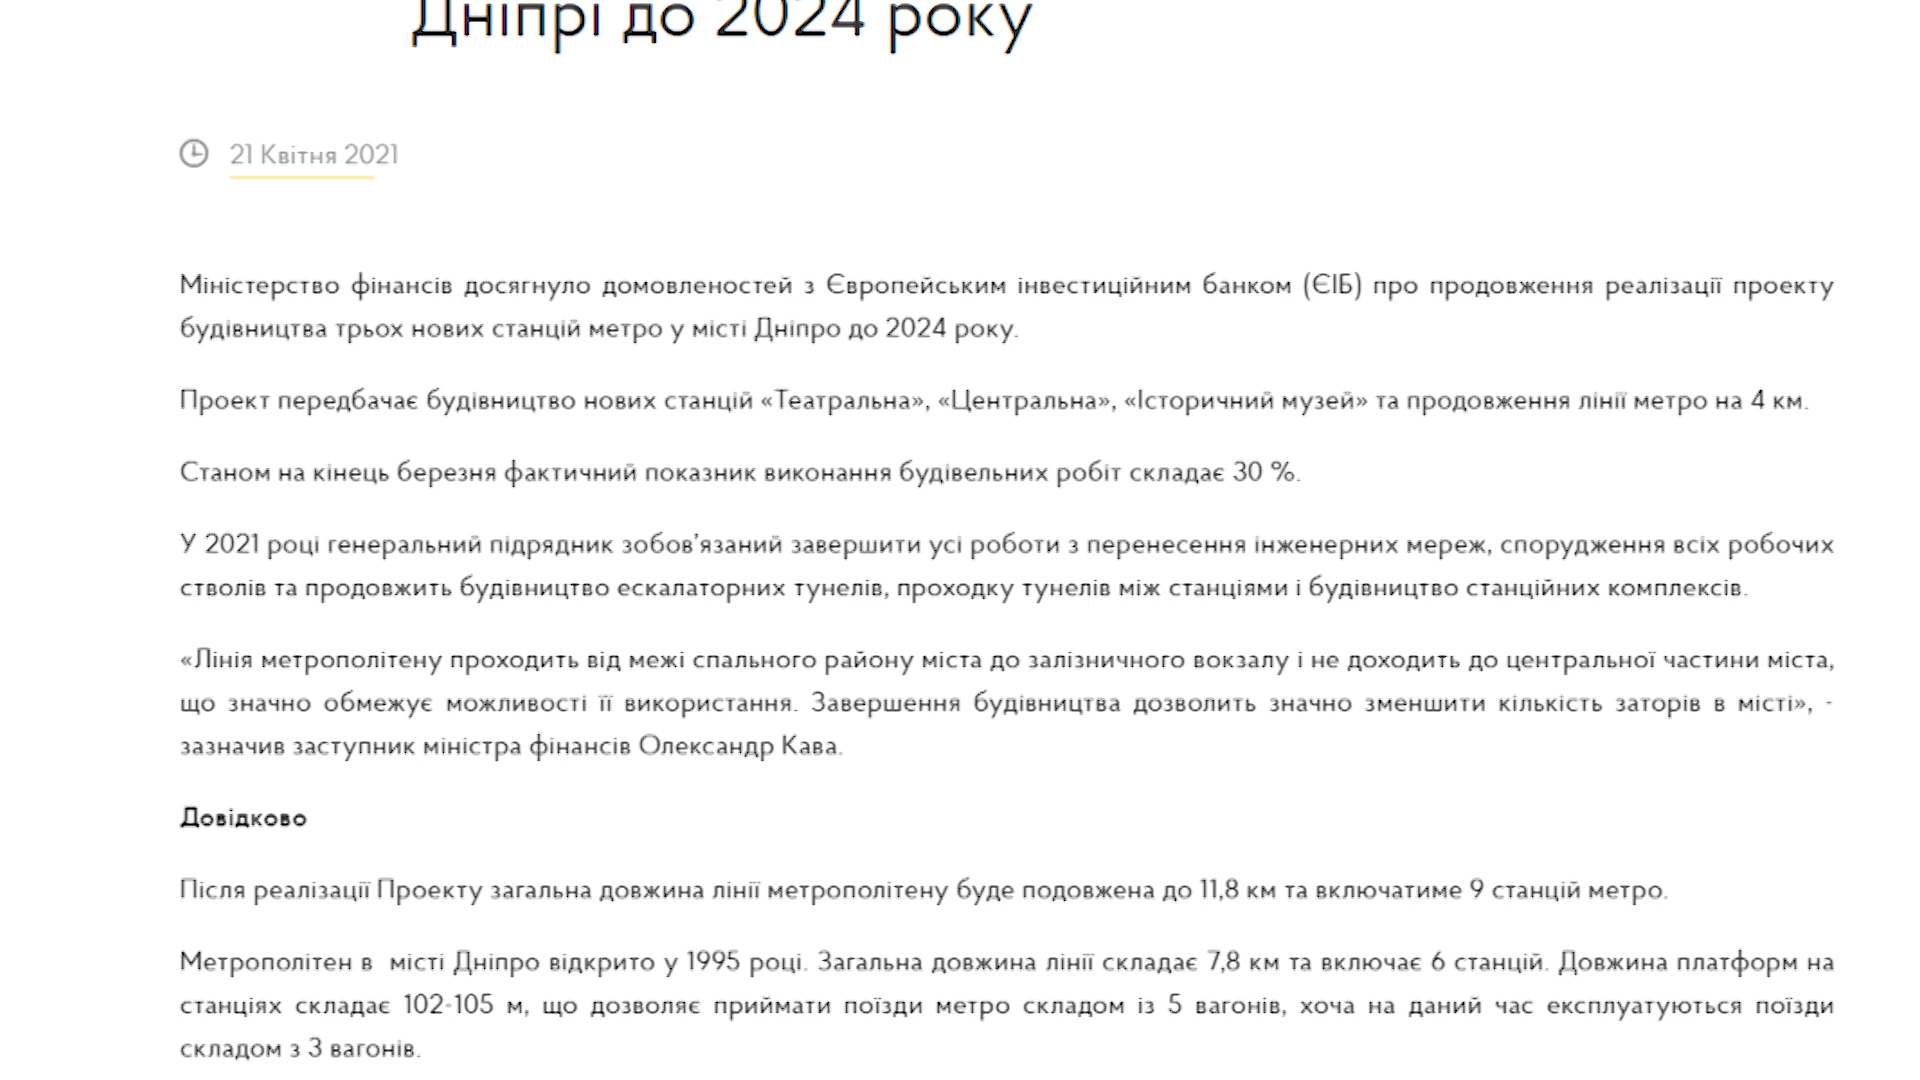 Дніпрі до 2024 року
21 Квітня 2021
Міністерство фінансів досягнуло домовленостей з Європейським інвестиційним банком (ЄІБ) про продовження реалізації проекту
будівництва трьох нових станцій метро у місті Дніпро до 2024 року.
Проект передбачає будівництво нових станцій «Театральна», «Центральна», «Історичний музей» та продовження лінії метро на 4 км.
Станом на кінець березня фактичний показник виконання будівельних робіт складає 30 %.
У 2021 році генеральний підрядник зобов’язаний завершити усі роботи з перенесення інженерних мереж, спорудження всіх робочих
стволів та продовжить будівництво ескалаторних тунелів, проходку тунелів між станціями і будівництво станційних комплексів.
«Лінія метрополітену проходить від межі спального району міста до залізничного вокзалу і не доходить до центральної частини міста,
що значно обмежує можливості її використання. Завершення будівництва дозволить значно зменшити кількість заторів в місті», -
зазначив заступник міністра фінансів Олександр Кава.
Довідково
Після реалізації Проекту загальна довжина лінії метрополітену буде подовжена до 11,8 км та включатиме 9 станцій метро.
Метрополітен в місті Дніпро відкрито у 1995 році. Загальна довжина лінії складає 7,8 км та включає 6 станцій. Довжина платформ на
станціях складає 102-105 м, що дозволяє приймати поїзди метро складом із 5 вагонів, хоча на даний час експлуатуються поїзди
складом з 3 вагонів.